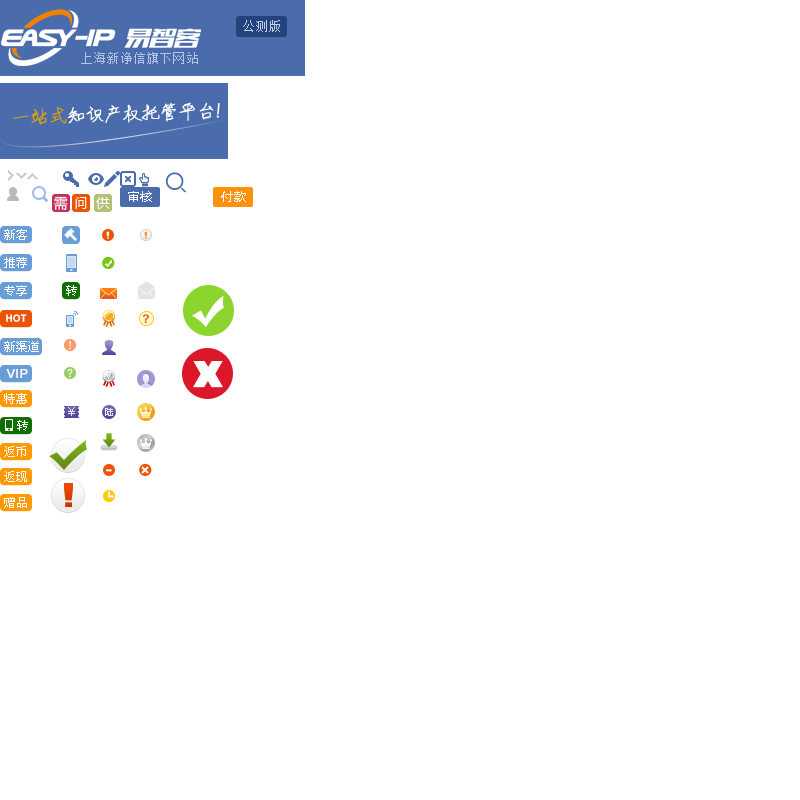 EASY-IP 易智客
公测版
上海新诤信旗下网站
一站式知识产权托管平台!
审核
付款
需 问 供
新客
推荐
专享
转
HOT
新渠道
VIP
特惠
¥
陆
转
返币
返现
赠品